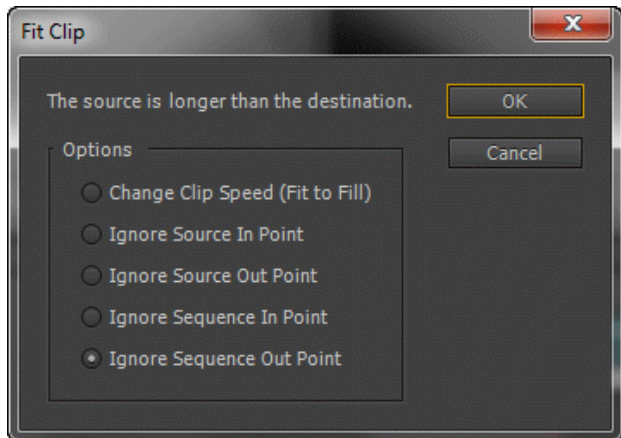 Fit Clip
The source is longer than the destination.
OK
Options
Cancel
Change Clip Speed (Fit to Fill)
Ignore Source In Point
Ignore Source Out Point
Ignore Sequence In Point
Ignore Sequence Out Point